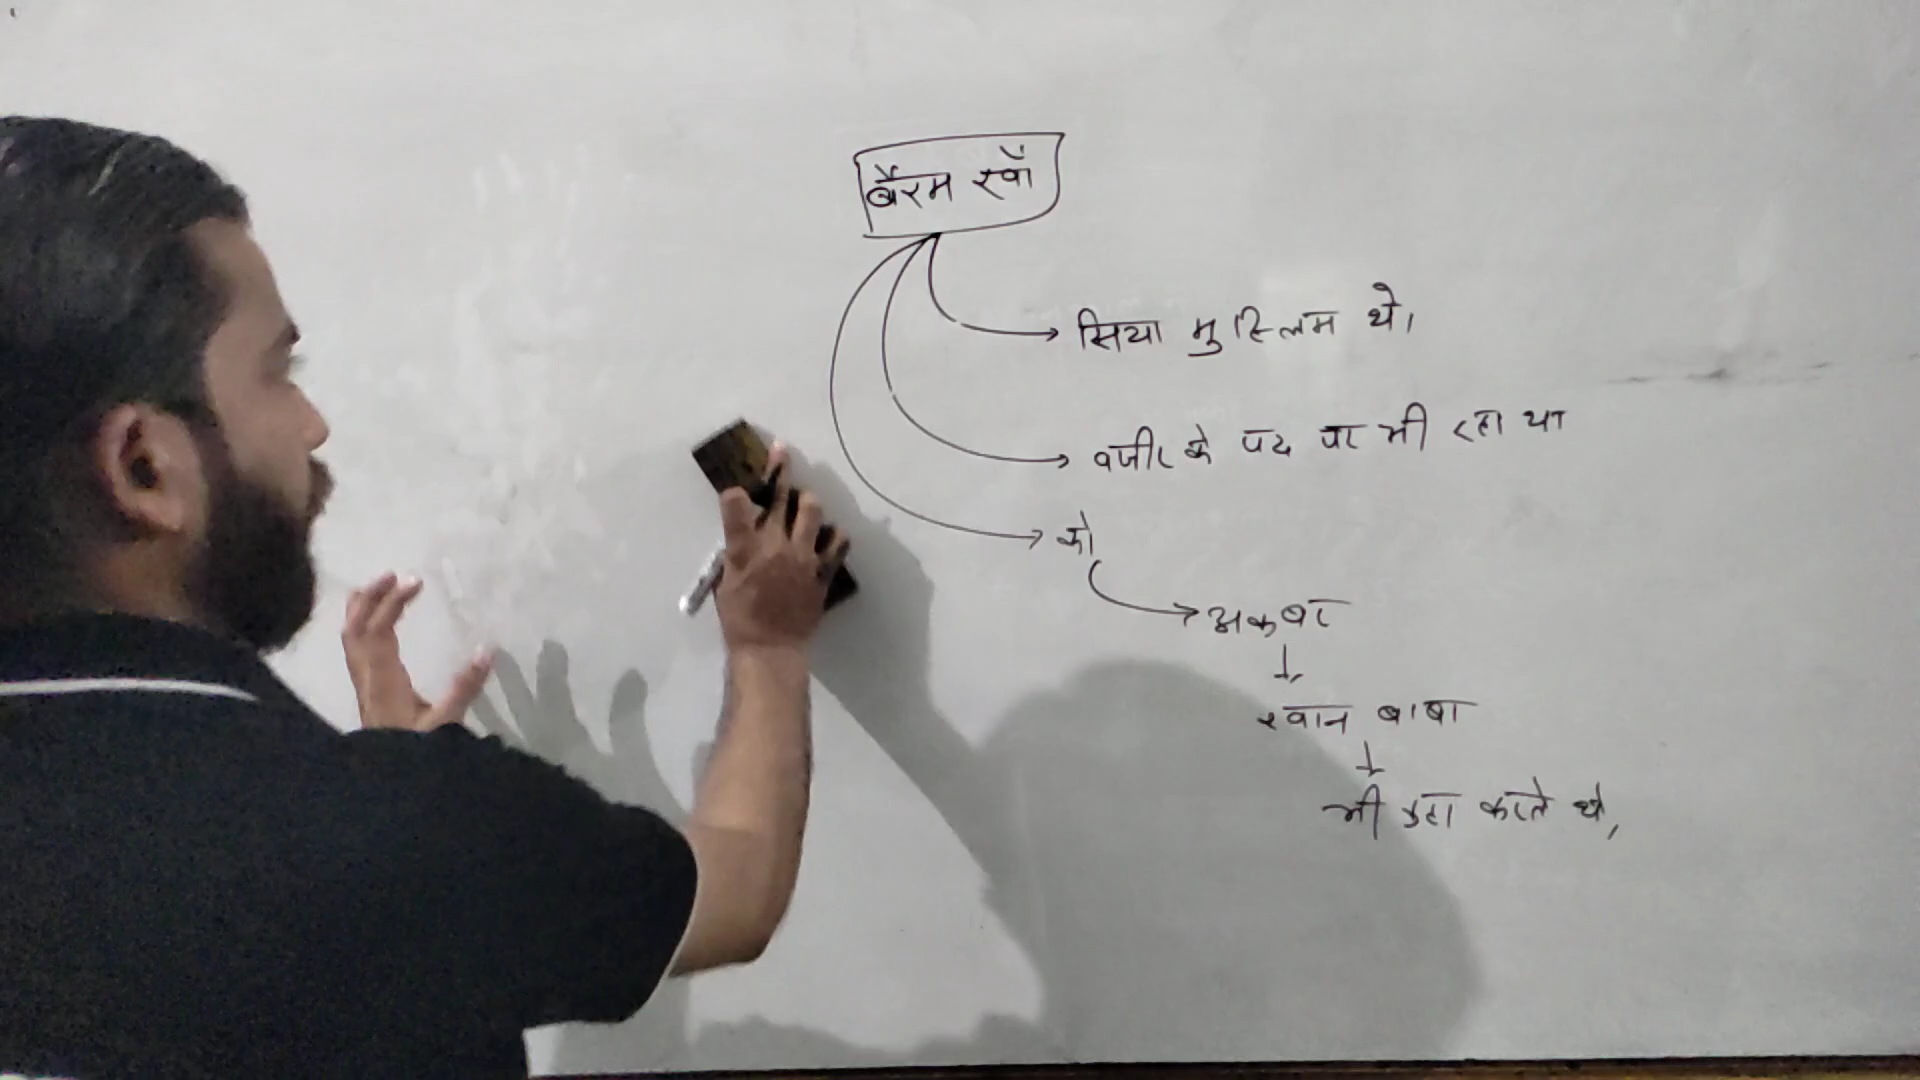 बैरम खाँ
सिया मुस्लिम थे।
वजीर के पद पर भी रहा था
को
अकबर
खान बाबा
भी कहा करते थे,